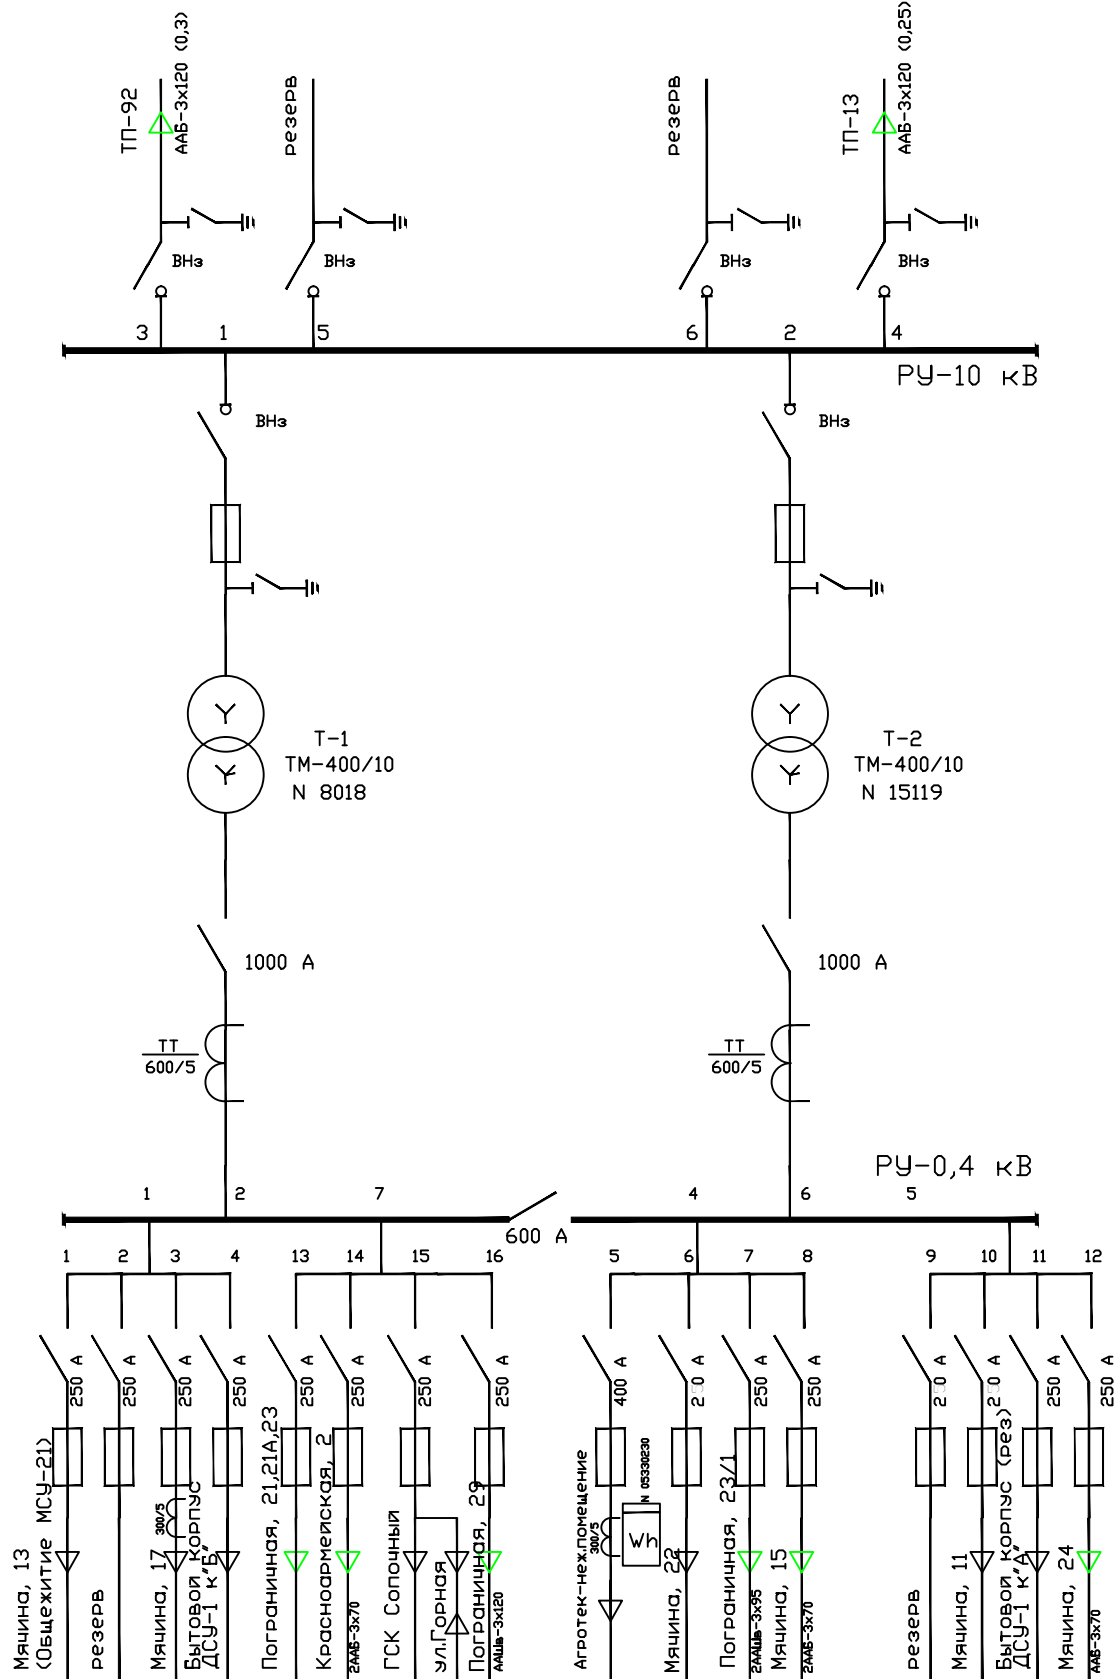 ТП-92
ААБ-3х120 (0,3)
резерв
резерв
ТП-13
ААБ-3х120 (0,25)
ВНз
ВНз
ВНз
ВНз
3
1
5
6
2
4
РУ-10 кВ
ВНз
ВНз
Т-1
ТМ-400/10
N 8018
Т-2
ТМ-400/10
N 15119
1000 А
1000 А
ТТ
600/5
ТТ
600/5
РУ-0,4 кВ
1
2
7
4
6
5
600 А
1
2
3
4
13
14
15
16
5
6
7
8
9
10
11
12
250 А
250 А
250 А
250 А
250 А
250 А
250 А
250 А
400 А
250 А
250 А
250 А
250 А
250 А
250 А
250 А
Мячина, 13
(Общежитие МСУ-21)
резерв
Мячина, 17
300/5
Бытовой корпус
ДСУ-1 к"Б"
Пограничная, 21,21А,23
Красноармейская, 2
2ААБ-3х70
ГСК Сопочный
ул.Горная
Пограничная, 29
ААШв-3х120
Агротек-неж.помещение
300/5
Wh
N 05330230
Мячина, 22
Пограничная, 23/1
2ААШв-3х95
Мячина, 15
2ААБ-3х70
резерв
Мячина, 11
Бытовой корпус (рез)
ДСУ-1 к"А"
Мячина, 24
ААБ-3х70